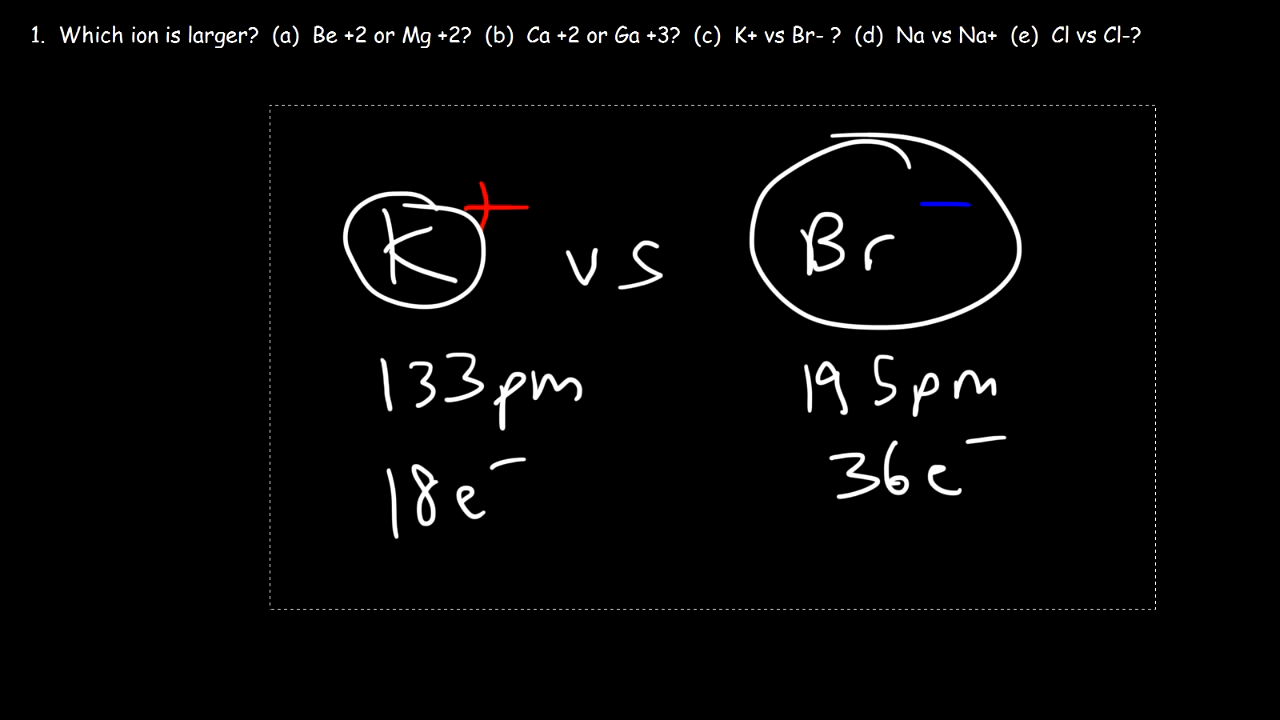 1. Which ion is larger? (a) Be +2 or Mg +2? (b) Ca +2 or Ga +3? (c) K+ vs Br- ? (d) Na vs Na+ (e) Cl vs Cl-?
K+ vs Br-
133pm 195pm
18e- 36e-